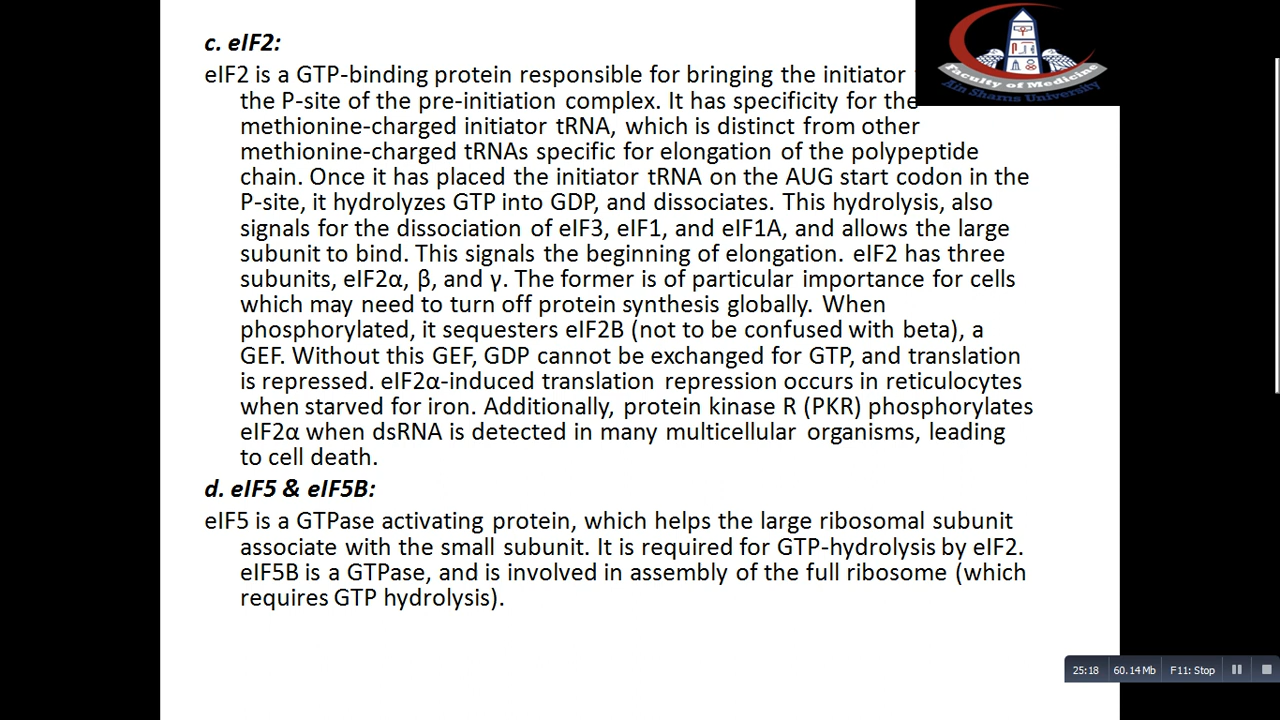 c. eIF2:
eIF2 is a GTP-binding protein responsible for bringing the initiator
the P-site of the pre-initiation complex. It has specificity for the
methionine-charged initiator tRNA, which is distinct from other
methionine-charged tRNAs specific for elongation of the polypeptide
chain. Once it has placed the initiator tRNA on the AUG start codon in the
P-site, it hydrolyzes GTP into GDP, and dissociates. This hydrolysis, also
signals for the dissociation of eIF3, eIF1, and eIF1A, and allows the large
subunit to bind. This signals the beginning of elongation. eIF2 has three
subunits, eIF2α, β, and γ. The former is of particular importance for cells
which may need to turn off protein synthesis globally. When
phosphorylated, it sequesters eIF2B (not to be confused with beta), a
GEF. Without this GEF, GDP cannot be exchanged for GTP, and translation
is repressed. eIF2α-induced translation repression occurs in reticulocytes
when starved for iron. Additionally, protein kinase R (PKR) phosphorylates
eIF2α when dsRNA is detected in many multicellular organisms, leading
to cell death.
d. eIF5 & eIF5B:
eIF5 is a GTPase activating protein, which helps the large ribosomal subunit
associate with the small subunit. It is required for GTP-hydrolysis by eIF2.
eIF5B is a GTPase, and is involved in assembly of the full ribosome (which
requires GTP hydrolysis).
Faculty of Medicine
Ain Shams University
25:18 60.14 Mb F11: Stop